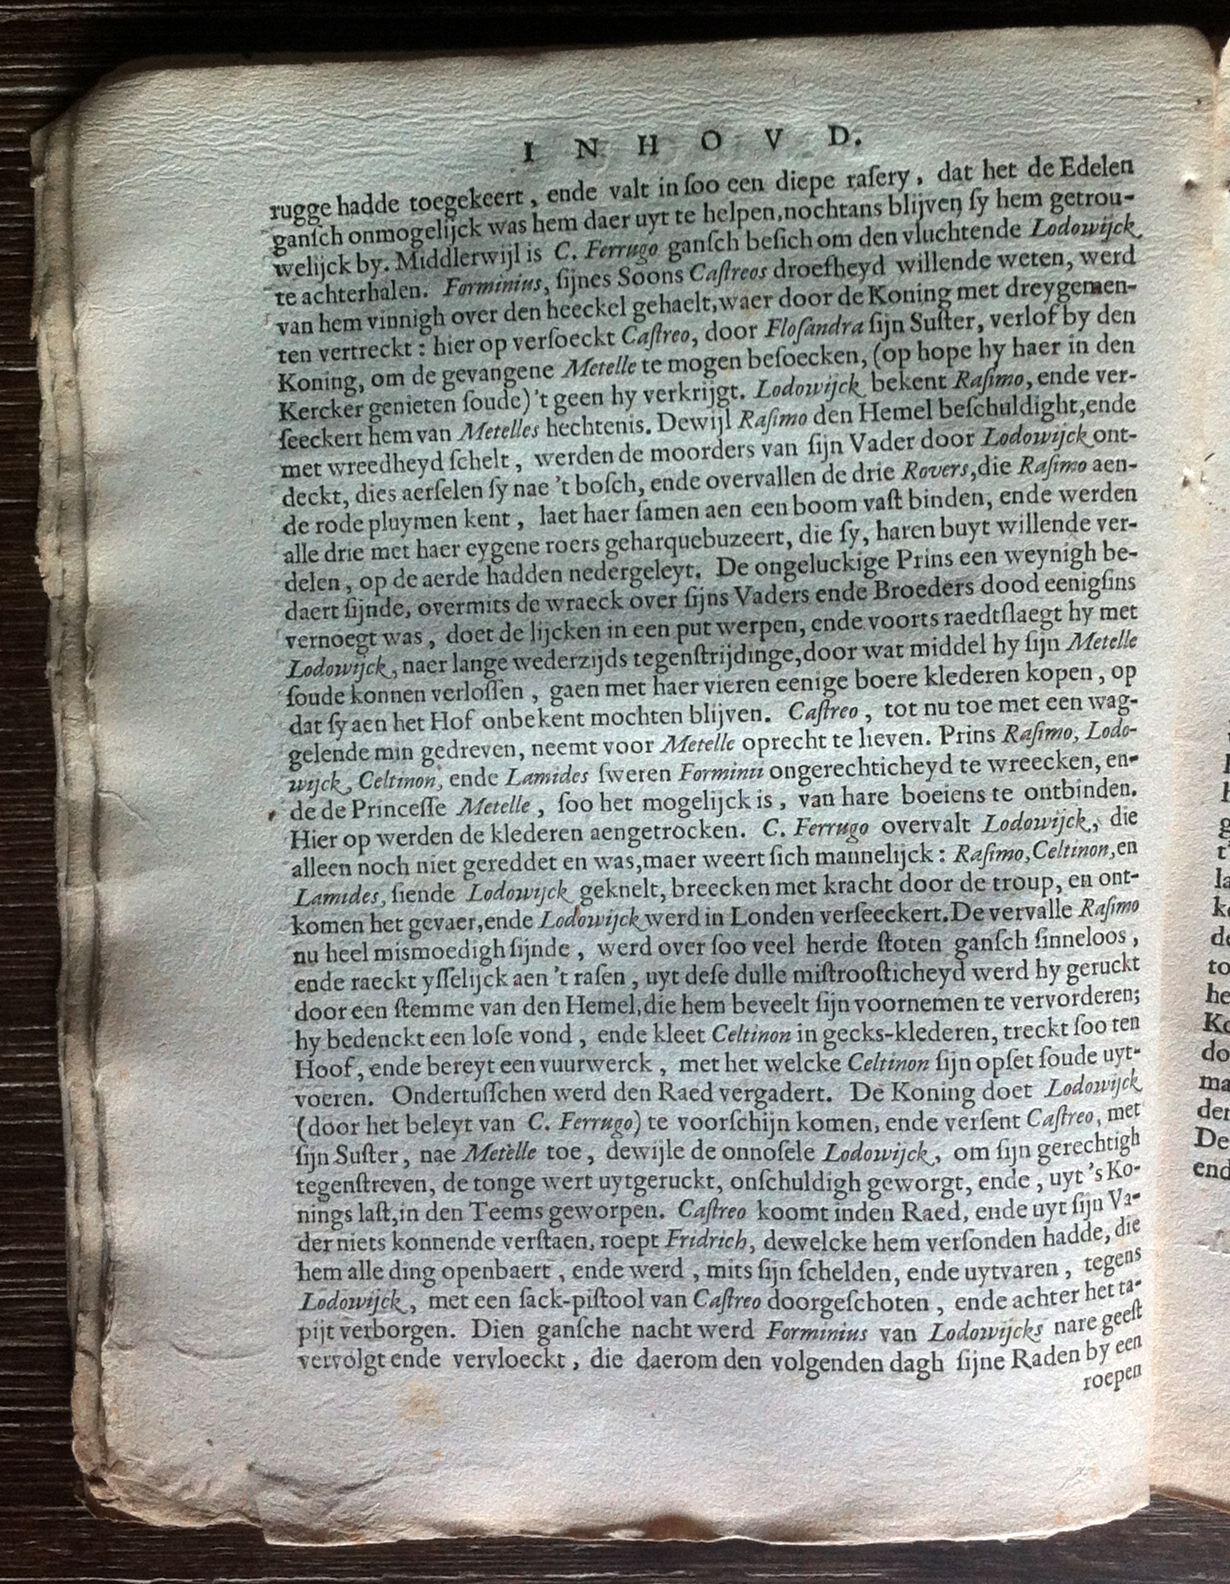 INHOVD.
rugge hadde toegekeert, ende valt in ſoo een diepe raſery, dat het de Edelen
ganſch onmogelijck was hem daer uyt te helpen, nochtans blijven ſy hem getrou-
welijck by. Middlerwijl is C. Ferrugo ganſch beſich om den vluchtende Lodowijck
te achterhalen. Forminius, ſijnes Soons Caſtreos droefheyd willende weten, werd
van hem vinnigh over den heeckel gehaelt, waer door de Koning met dreygemen-
ten vertreckt: hier op verſoeckt Caſtreo, door Floſandra ſijn Suſter, verlof by den
Koning, om de gevangene Metelle te mogen beſoecken, (op hope hy haer in den
Kercker genieten ſoude) 't geen hy verkrijgt. Lodowijck bekent Raſimo, ende ver-
ſeeckert hem van Metelles hechtenis. Dewijl Raſimo den Hemel beſchuldight, ende
met wreedheyd ſchelt, werden de moorders van ſijn Vader door Lodowijck ont-
deckt, dies aerſelen ſy nae 't boſch, ende overvallen de drie Rovers, die Raſimo aen-
de rode pluymen kent, laet haer ſamen aen een boom vaſt binden, ende werden
alle drie met haer eygene roers geharquebuzeert, die ſy, haren buyt willende ver-
delen, op de aerde hadden nedergeleyt. De ongeluckige Prins een weynigh be-
daert ſijnde, overmits de wraeck over ſijns Vaders ende Broeders dood eenigſins
vernoegt was, doet de lijcken in een put werpen, ende voorts raedtſlaegt hy met
Lodowijck, naer lange wederzijds tegenſtrijdinge, door wat middel hy ſijn Metelle
ſoude konnen verloſſen, gaen met haer vieren eenige boere klederen kopen, op
dat ſy aen het Hof onbekent mochten blijven. Caſtreo, tot nu toe met een wag-
gelende min gedreven, neemt voor Metelle oprecht te lieven. Prins Raſimo, Lodo-
wijck, Celtinon, ende Lamides ſweren Forminii ongerechticheyd te wreecken, en-
de de Princeſſe Metelle, ſoo het mogelijck is, van hare boeiens te ontbinden.
Hier op werden de klederen aengetrocken. C. Ferrugo overvalt Lodowijck, die
alleen noch niet gereddet en was, maer weert ſich mannelijck: Raſimo, Celtinon, en
Lamides, ſiende Lodowijck geknelt, breecken met kracht door de troup, en ont-
komen het gevaer, ende Lodowijck werd in Londen verſeeckert. De vervalle Raſimo
nu heel mismoedigh ſijnde, werd over ſoo veel herde ſtoten ganſch ſinneloos,
ende raeckt yſſelijck aen 't raſen, uyt deſe dulle miſtrooſticheyd werd hy geruckt
door een ſtemme van den Hemel, die hem beveelt ſijn voornemen te vervorderen;
hy bedenckt een loſe vond, ende kleet Celtinon in gecks-klederen, treckt ſoo ten
Hoof, ende bereyt een vuurwerck, met het welcke Celtinon ſijn opſet ſoude uyt-
voeren. Ondertuſſchen werd den Raed vergadert. De Koning doet Lodowijck
(door het beleyt van C. Ferrugo) te voorſchijn komen, ende verſent Caſtreo, met
ſijn Suſter, nae Metelle toe, dewijle de onnoſele Lodowijck, om ſijn gerechtigh
tegenſtreven, de tonge wert uytgeruckt, onſchuldigh geworgt, ende, uyt 's Ko-
nings laſt, in den Teems geworpen. Caſtreo koomt inden Raed, ende uyt ſijn Va-
der niets konnende verſtaen, roept Fridrich, dewelcke hem verſonden hadde, die
hem alle ding openbaert, ende werd, mits ſijn ſchelden, ende uytvaren, tegens
Lodowijck, met een ſack-piſtool van Caſtreo doorgeſchoten, ende achter het ta-
pijt verborgen. Dien ganſche nacht werd Forminius van Lodowijcks nare geeſt
vervolgt ende vervloeckt, die daerom den volgenden dagh ſijne Raden by een
roepen